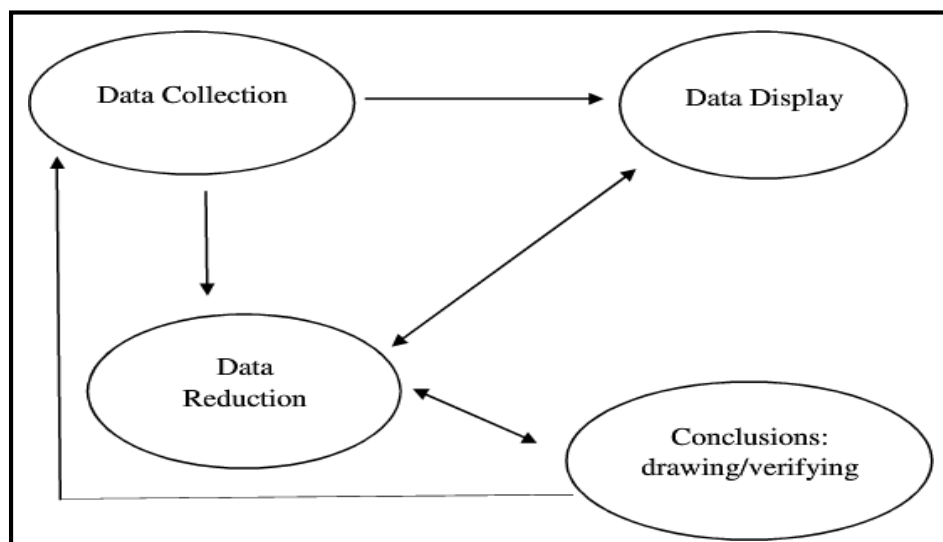 Data Collection
Data Display
Data
Reduction
Conclusions:
drawing/verifying